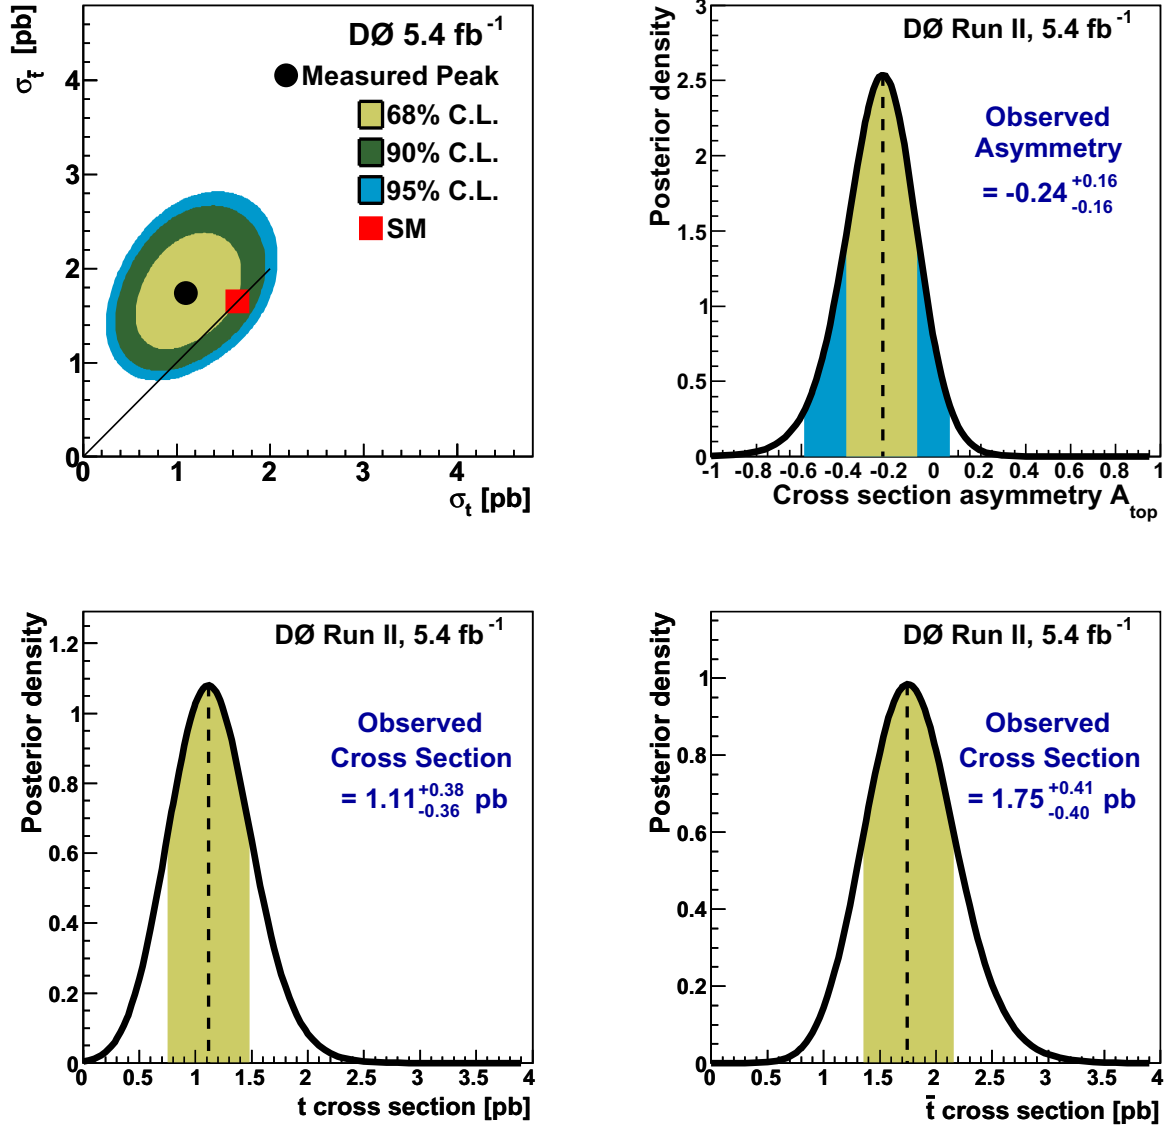 σt̄ [pb]
DØ 5.4 fb-1
Measured Peak
68% C.L.
90% C.L.
95% C.L.
SM
4
3
2
1
0
0 1 2 3 4
σt [pb]
Posterior density
DØ Run II, 5.4 fb-1
Observed
Asymmetry
= -0.24 +0.16 -0.16
3
2.5
2
1.5
1
0.5
0
-1 -0.8 -0.6 -0.4 -0.2 0 0.2 0.4 0.6 0.8 1
Cross section asymmetry Atop
Posterior density
DØ Run II, 5.4 fb-1
Observed
Cross Section
= 1.11 +0.38 -0.36 pb
1.2
1
0.8
0.6
0.4
0.2
0
0 0.5 1 1.5 2 2.5 3 3.5 4
t cross section [pb]
Posterior density
DØ Run II, 5.4 fb-1
Observed
Cross Section
= 1.75 +0.41 -0.40 pb
1
0.8
0.6
0.4
0.2
0
0 0.5 1 1.5 2 2.5 3 3.5 4
t̄ cross section [pb]